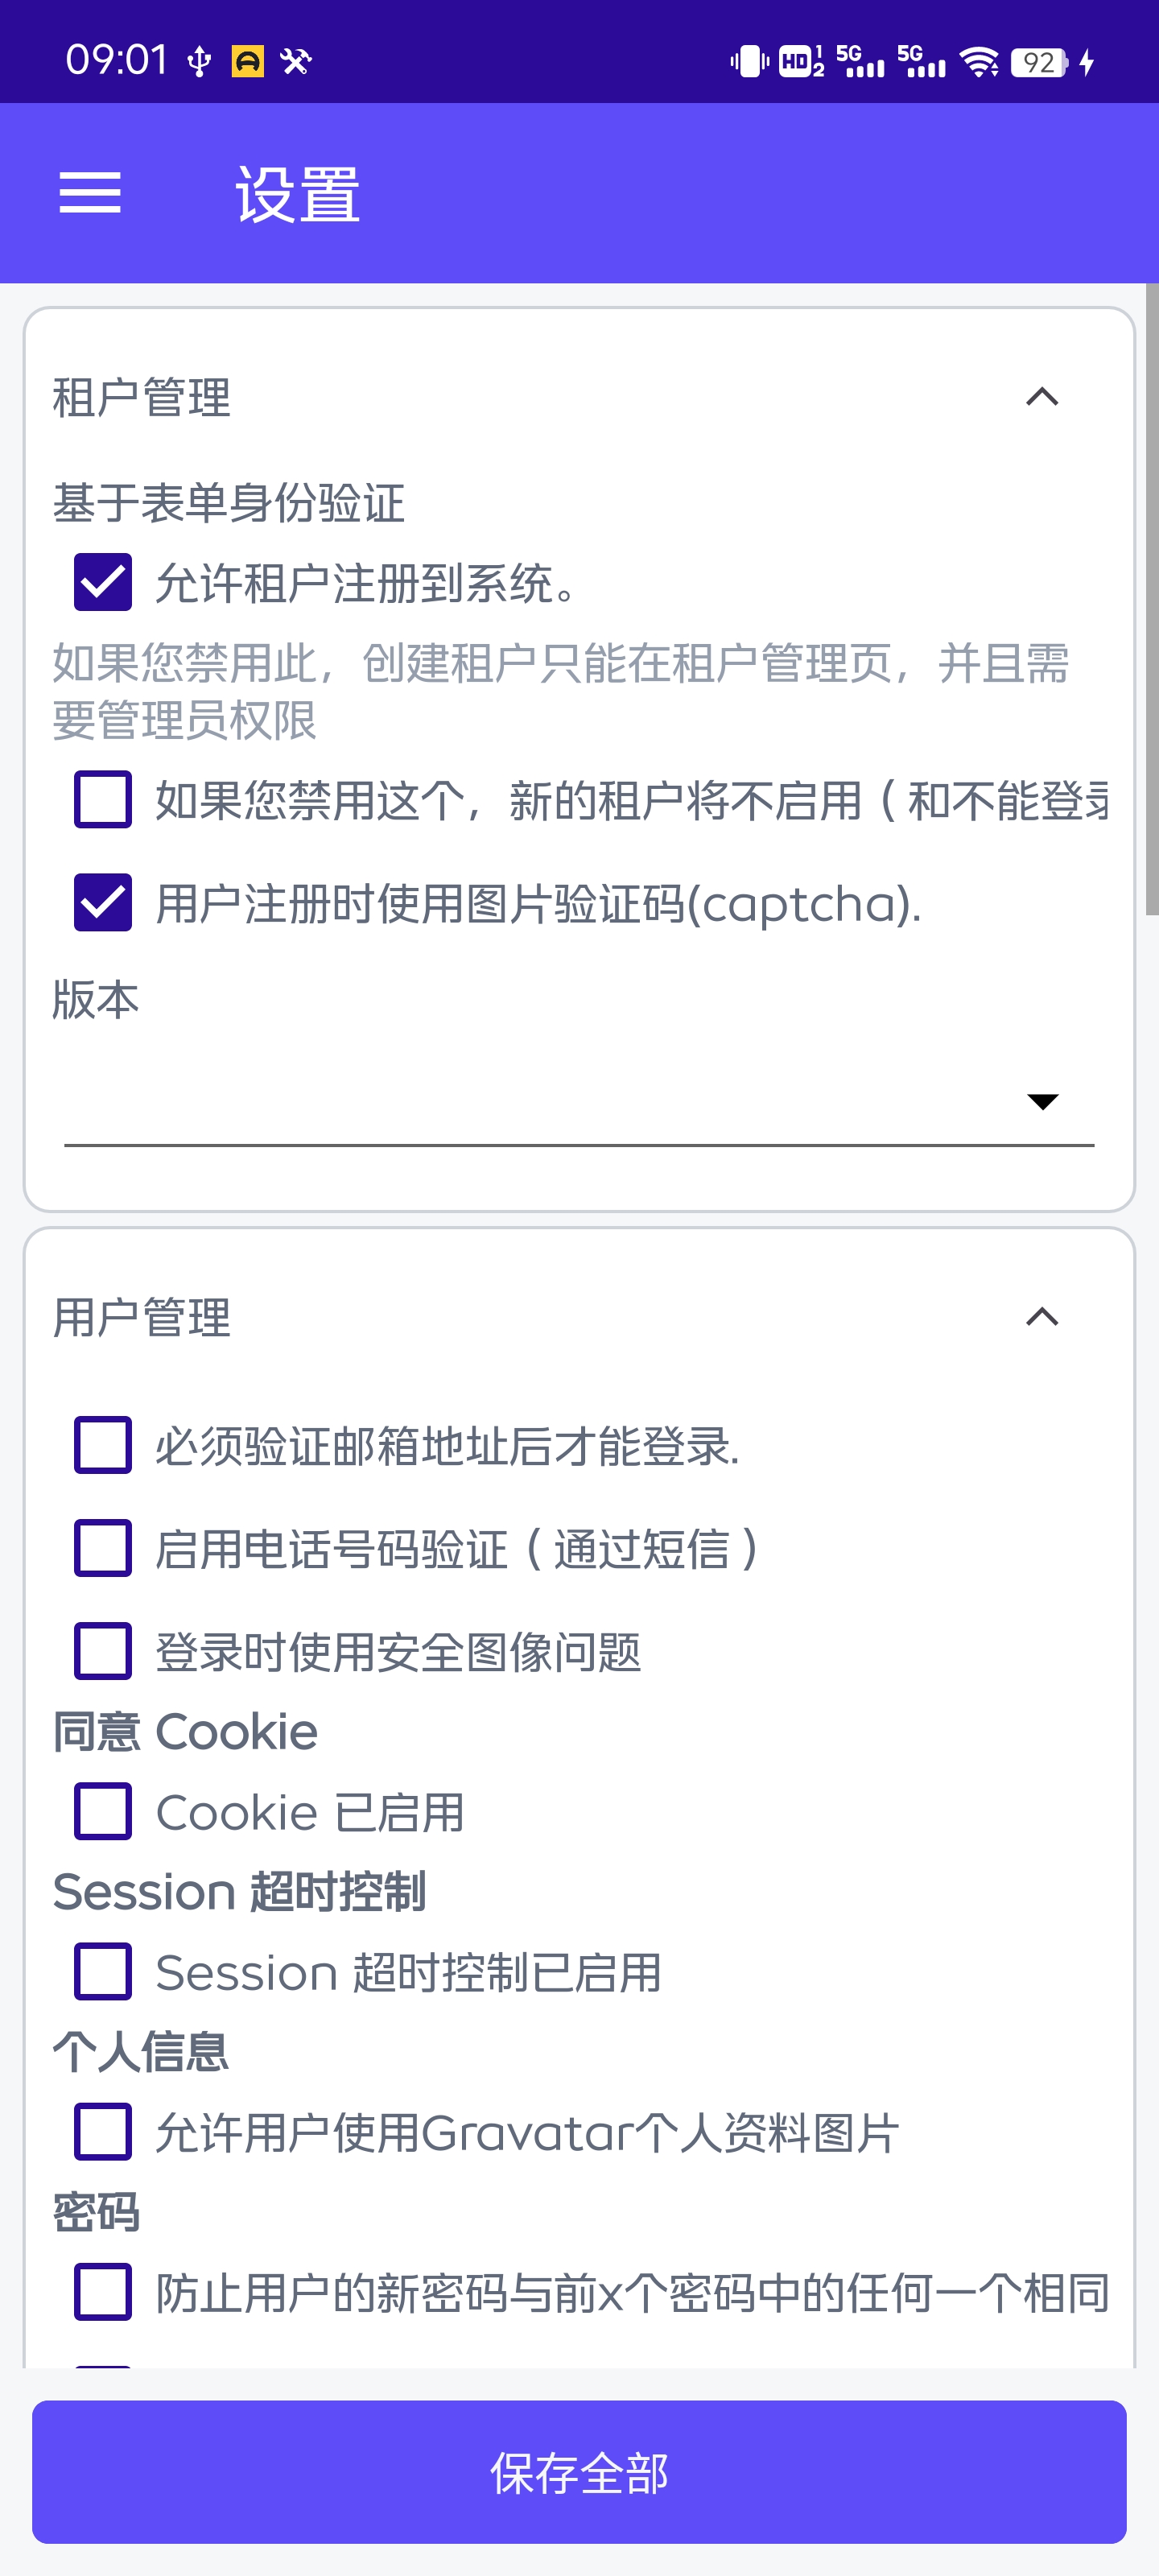 09:01
HD 1 2 5G 5G 92
设置
租户管理
基于表单身份验证
允许租户注册到系统。
如果您禁用此，创建租户只能在租户管理页，并且需
要管理员权限
如果您禁用这个，新的租户将不启用（和不能登录
用户注册时使用图片验证码(captcha).
版本
用户管理
必须验证邮箱地址后才能登录.
启用电话号码验证（通过短信）
登录时使用安全图像问题
同意 Cookie
Cookie 已启用
Session 超时控制
Session 超时控制已启用
个人信息
允许用户使用Gravatar个人资料图片
密码
防止用户的新密码与前x个密码中的任何一个相同
保存全部